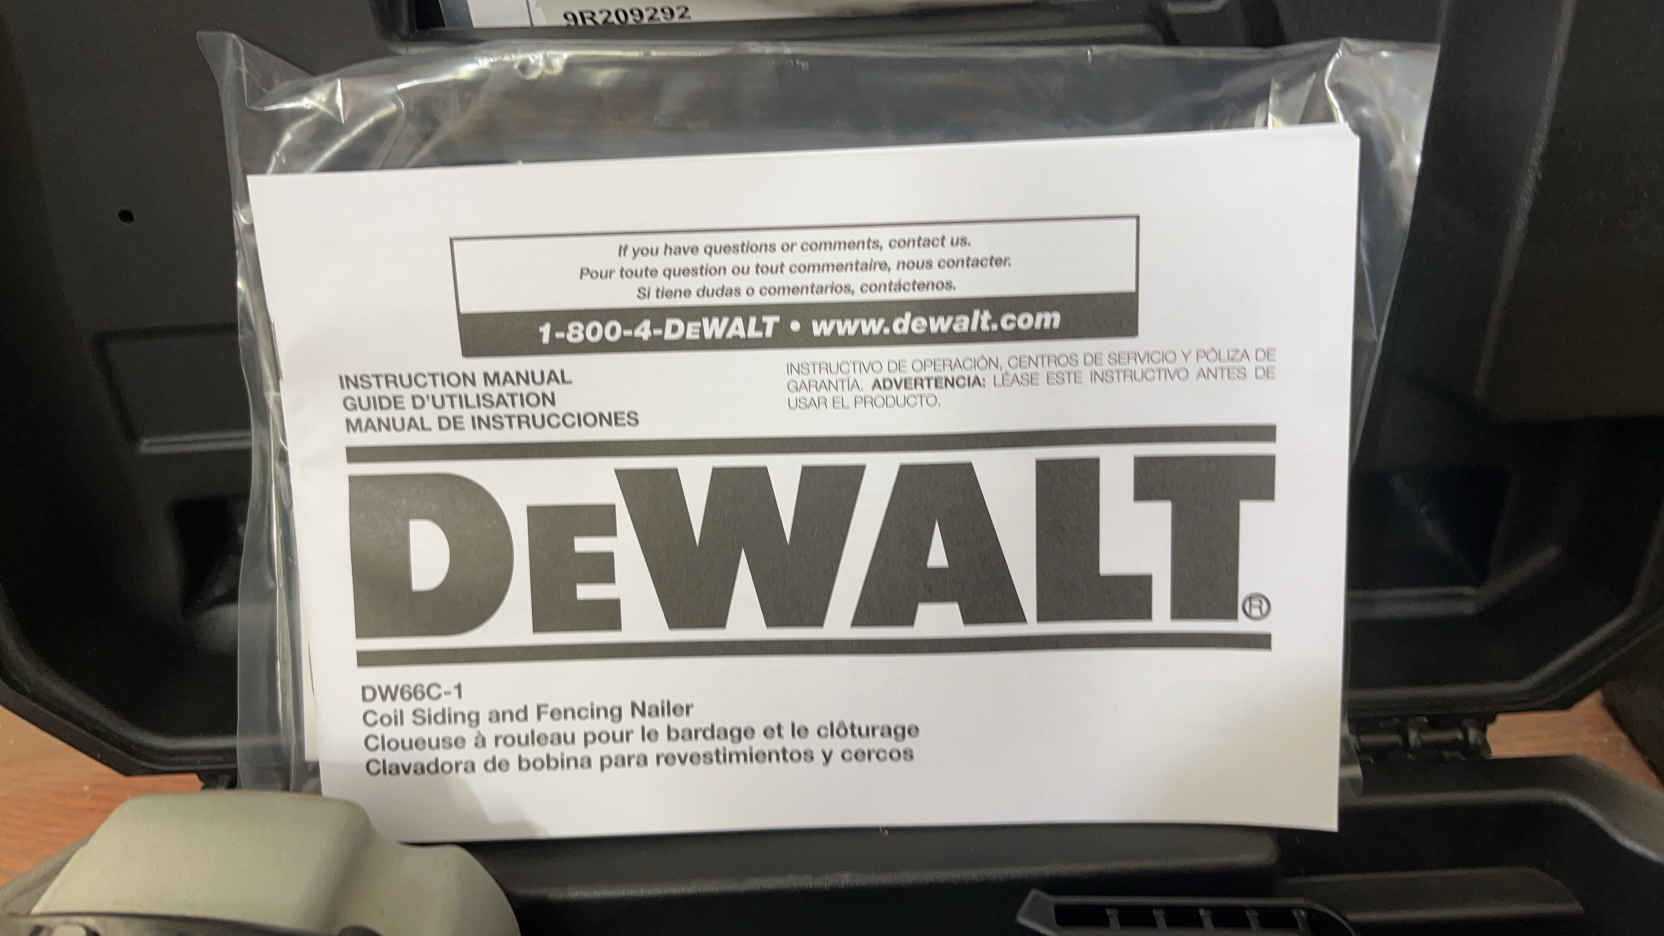 9R209292
If you have questions or comments, contact us.
Pour toute question ou tout commentaire, nous contacter.
Si tiene dudas o comentarios, contáctenos.
1-800-4-DEWALT • www.dewalt.com
INSTRUCTION MANUAL
GUIDE D'UTILISATION
MANUAL DE INSTRUCCIONES
INSTRUCTIVO DE OPERACIÓN, CENTROS DE SERVICIO Y PÓLIZA DE
GARANTÍA. ADVERTENCIA: LÉASE ESTE INSTRUCTIVO ANTES DE
USAR EL PRODUCTO.
DEWALT®
DW66C-1
Coil Siding and Fencing Nailer
Cloueuse à rouleau pour le bardage et le clôturage
Clavadora de bobina para revestimientos y cercos